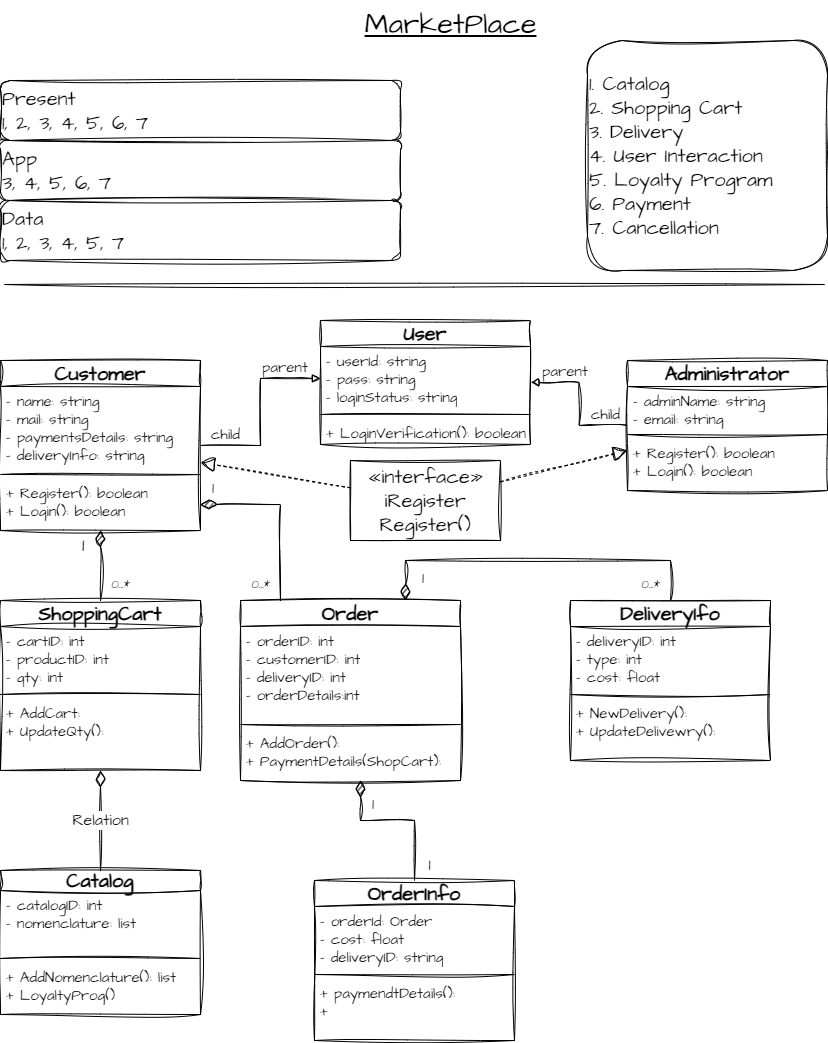 MarketPlace
Present
1, 2, 3, 4, 5, 6, 7
App
3, 4, 5, 6, 7
Data
1, 2, 3, 4, 5, 7
1. Catalog
2. Shopping Cart
3. Delivery
4. User Interaction
5. Loyalty Program
6. Payment
7. Cancellation
User
- userId: string
- pass: string
- loginStatus: string
+ LoginVerification(): boolean
parent
child
parent
child
Customer
- name: string
- mail: string
- paymentsDetails: string
- deliveryInfo: string
+ Register(): boolean
+ Login(): boolean
Administrator
- adminName: string
- email: string
+ Register(): boolean
+ Login(): boolean
«interface»
iRegister
Register()
1
0..*
1
0..*
1
0..*
ShoppingCart
- cartID: int
- productID: int
- qty: int
+ AddCart:
+ UpdateQty():
Order
- orderID: int
- customerID: int
- deliveryID: int
- orderDetails:int
+ AddOrder():
+ PaymentDetails(ShopCart):
DeliveryIfo
- deliveryID: int
- type: int
- cost: float
+ NewDelivery():
+ UpdateDelivewry():
Relation
1
1
Catalog
- catalogID: int
- nomenclature: list
+ AddNomenclature(): list
+ LoyaltyProg()
OrderInfo
- orderId: Order
- cost: float
- deliveryID: string
+ paymendtDetails():
+